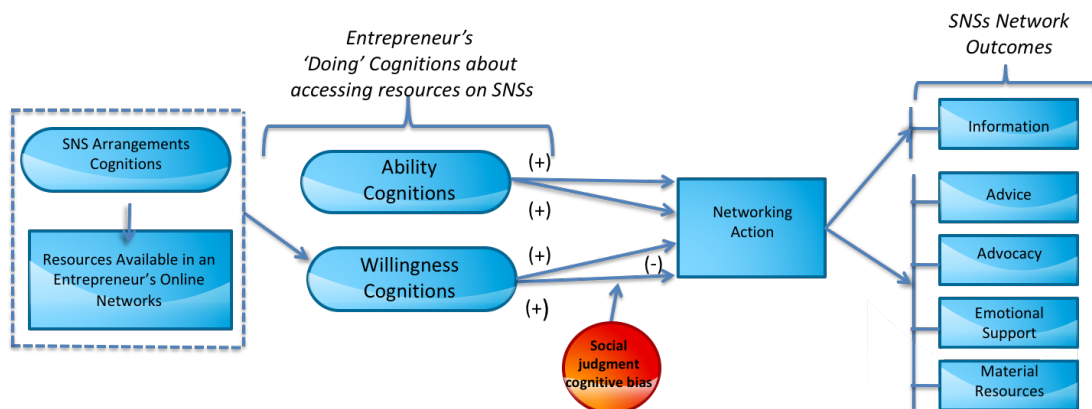 Entrepreneur's
'Doing' Cognitions about
accessing resources on SNSs
SNSs Network
Outcomes
SNS Arrangements
Cognitions
Resources Available in an
Entrepreneur's Online
Networks
Ability
Cognitions
Willingness
Cognitions
(+)
(+)
(+)
(-)
(+)
Social
judgment
cognitive bias
Networking
Action
Information
Advice
Advocacy
Emotional
Support
Material
Resources